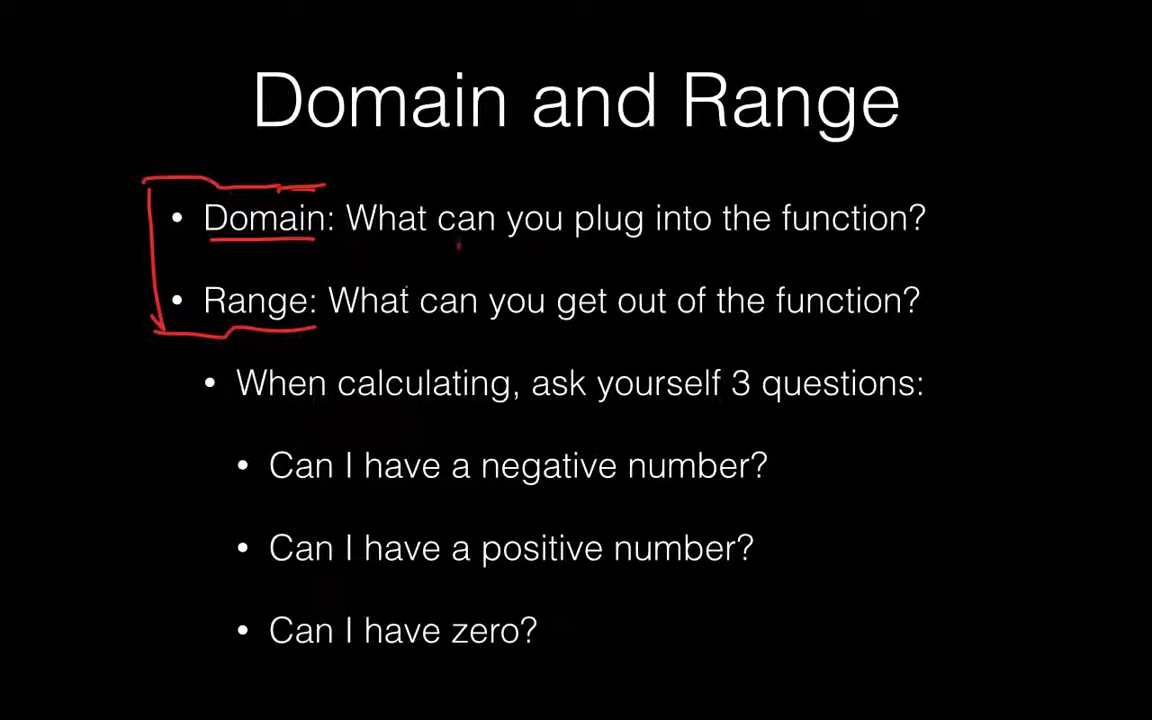 Domain and Range
• Domain: What can you plug into the function?
• Range: What can you get out of the function?
• When calculating, ask yourself 3 questions:
• Can I have a negative number?
• Can I have a positive number?
• Can I have zero?